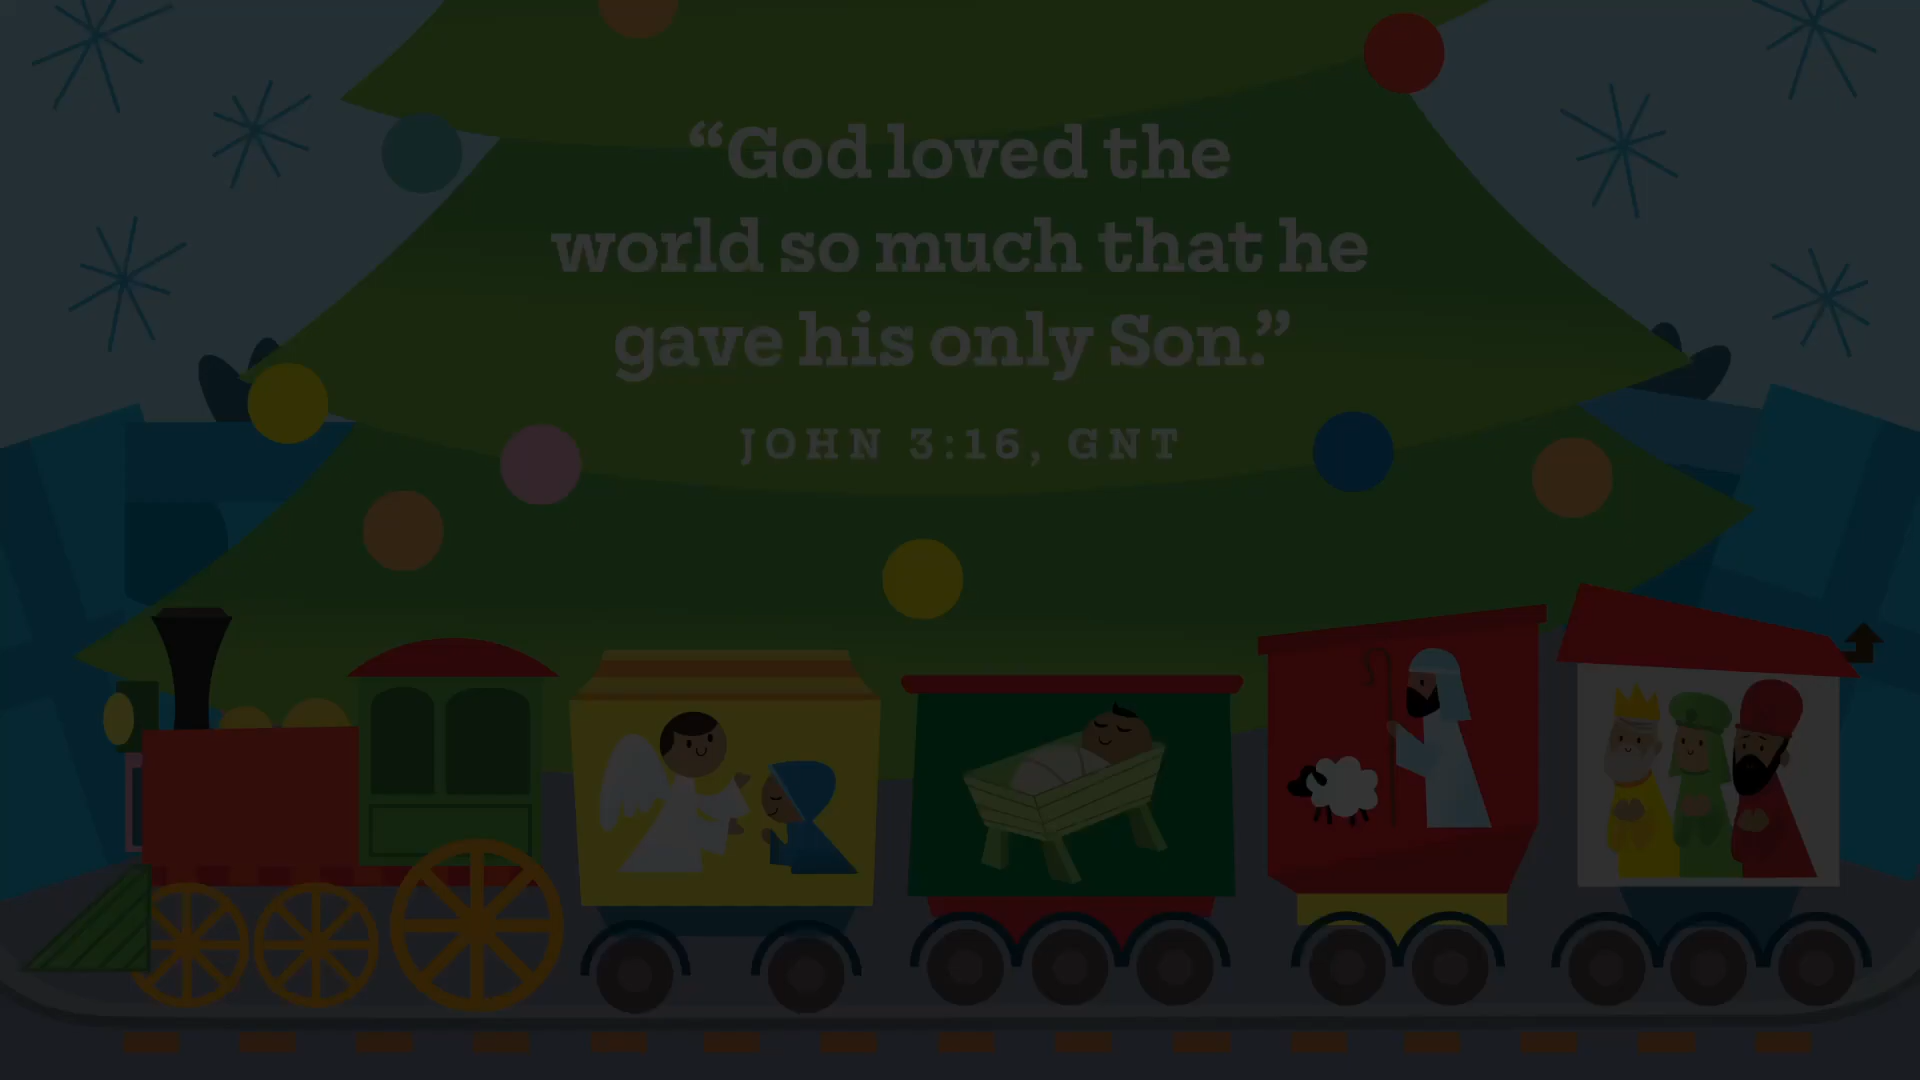 “God loved the
world so much that he
gave his only Son.”
JOHN 3:16, GNT